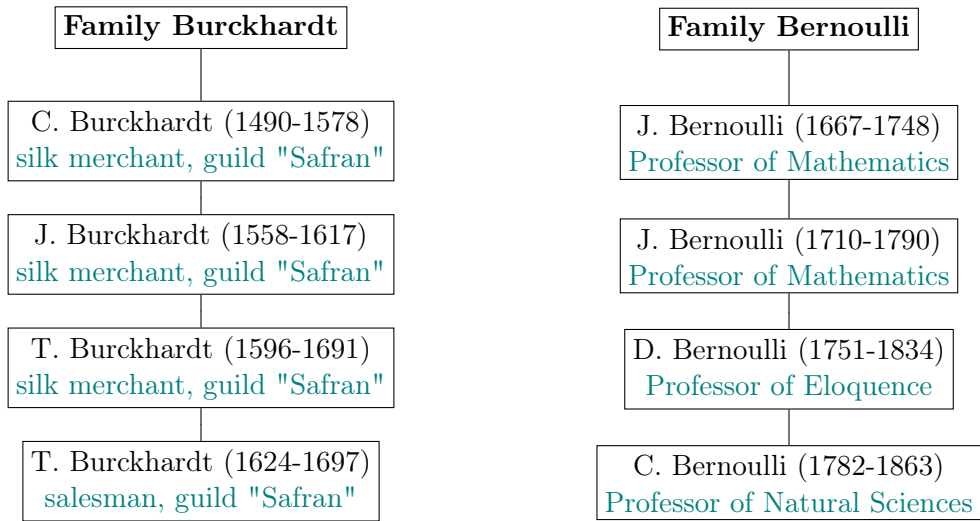 Family Burckhardt
C. Burckhardt (1490-1578)
silk merchant, guild "Safran"
J. Burckhardt (1558-1617)
silk merchant, guild "Safran"
T. Burckhardt (1596-1691)
silk merchant, guild "Safran"
T. Burckhardt (1624-1697)
salesman, guild "Safran"
Family Bernoulli
J. Bernoulli (1667-1748)
Professor of Mathematics
J. Bernoulli (1710-1790)
Professor of Mathematics
D. Bernoulli (1751-1834)
Professor of Eloquence
C. Bernoulli (1782-1863)
Professor of Natural Sciences